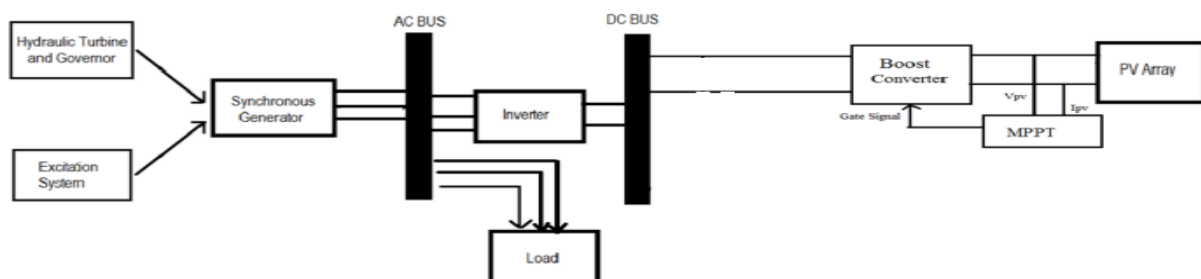 AC BUS
DC BUS
Hydraulic Turbine
and Governor
Synchronous
Generator
Inverter
Boost
Converter
PV Array
Vpv
Ipv
Gate Signal
MPPT
Excitation
System
Load